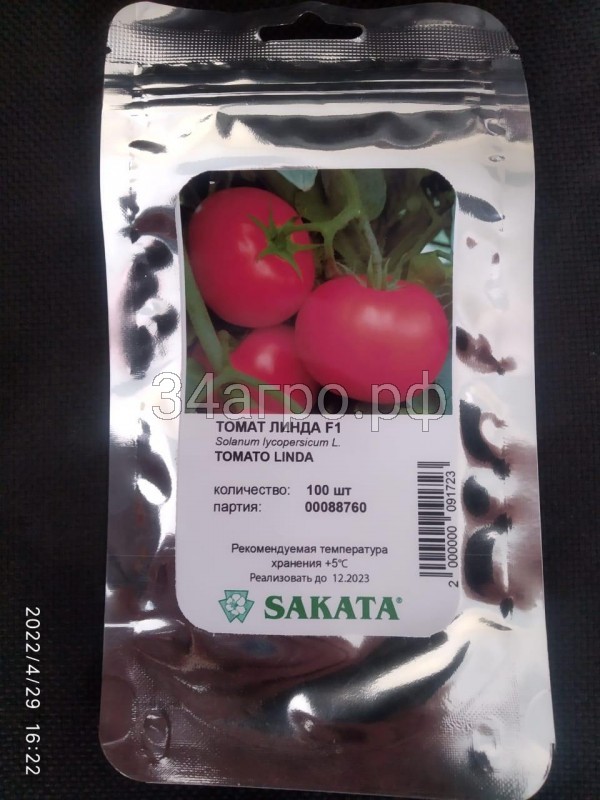 34агро.рф
ТОМАТ ЛИНДА F1
Solanum lycopersicum L.
TOMATO LINDA
количество: 100 шт
партия: 00088760
2 000000 091723
Рекомендуемая температура
хранения +5℃
Реализовать до 12.2023
SAKATA®
2022/4/29 16:22